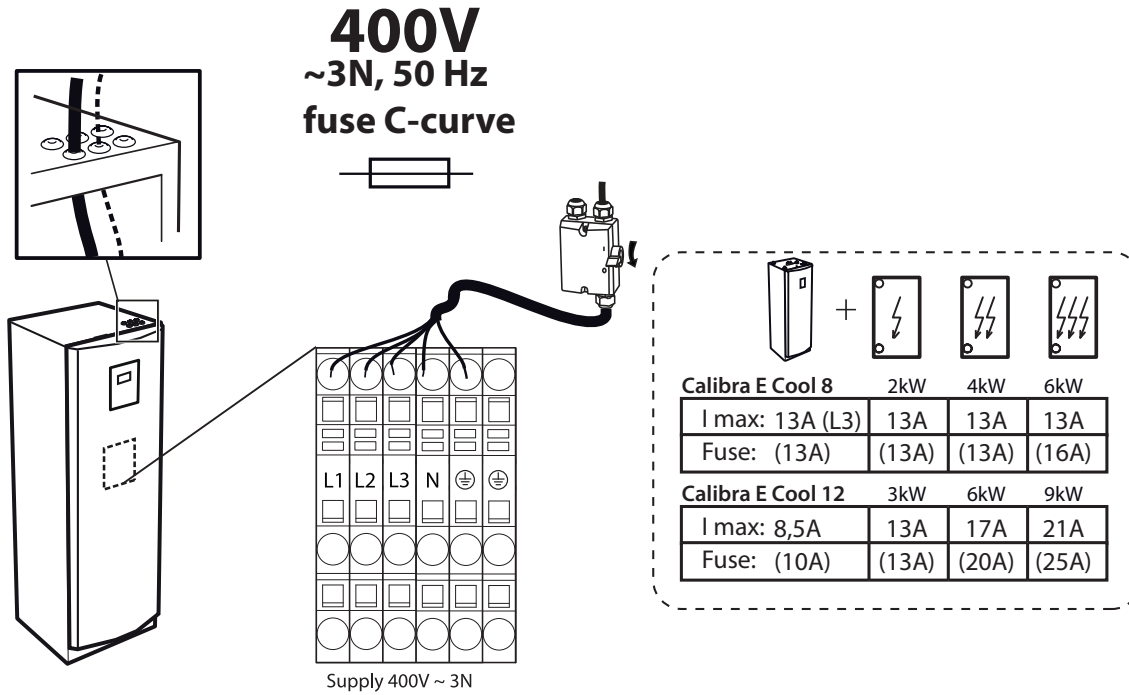 400V
~3N, 50 Hz
fuse C-curve
I
O
L1 L2 L3 N
Supply 400V ~ 3N
+
Calibra E Cool 8 2kW 4kW 6kW
I max: 13A (L3) 13A 13A 13A
Fuse: (13A) (13A) (13A) (16A)
Calibra E Cool 12 3kW 6kW 9kW
I max: 8,5A 13A 17A 21A
Fuse: (10A) (13A) (20A) (25A)